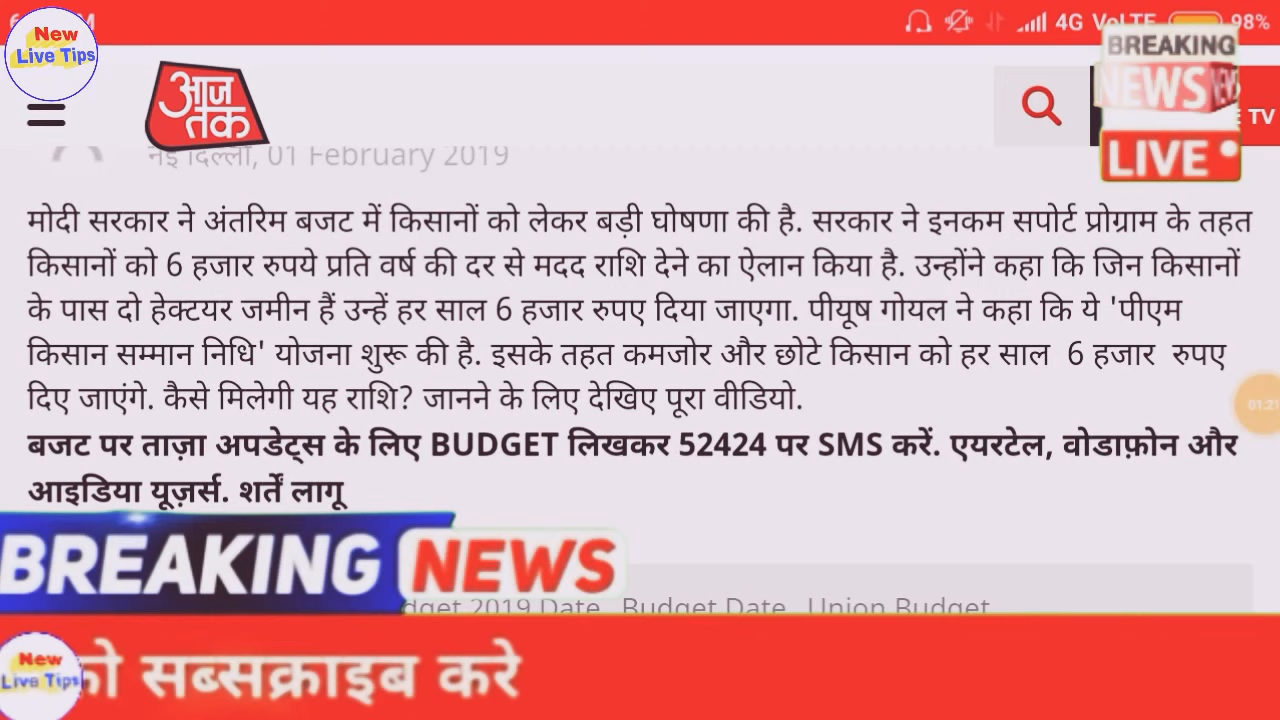 New
Live Tips
4G VoLTE 98%
आज
तक
BREAKING
NEWS
LIVE
TV
नई दिल्ली, 01 February 2019
मोदी सरकार ने अंतरिम बजट में किसानों को लेकर बड़ी घोषणा की है. सरकार ने इनकम सपोर्ट प्रोग्राम के तहत
किसानों को 6 हजार रुपये प्रति वर्ष की दर से मदद राशि देने का ऐलान किया है. उन्होंने कहा कि जिन किसानों
के पास दो हेक्टयर जमीन हैं उन्हें हर साल 6 हजार रुपए दिया जाएगा. पीयूष गोयल ने कहा कि ये 'पीएम
किसान सम्मान निधि' योजना शुरू की है. इसके तहत कमजोर और छोटे किसान को हर साल 6 हजार रुपए
दिए जाएंगे. कैसे मिलेगी यह राशि? जानने के लिए देखिए पूरा वीडियो.
01:21
बजट पर ताज़ा अपडेट्स के लिए BUDGET लिखकर 52424 पर SMS करें. एयरटेल, वोडाफ़ोन और
आइडिया यूज़र्स. शर्तें लागू
BREAKING NEWS
2019 Date Budget Date Union Budget
New
Live Tips
सब्सक्राइब करे